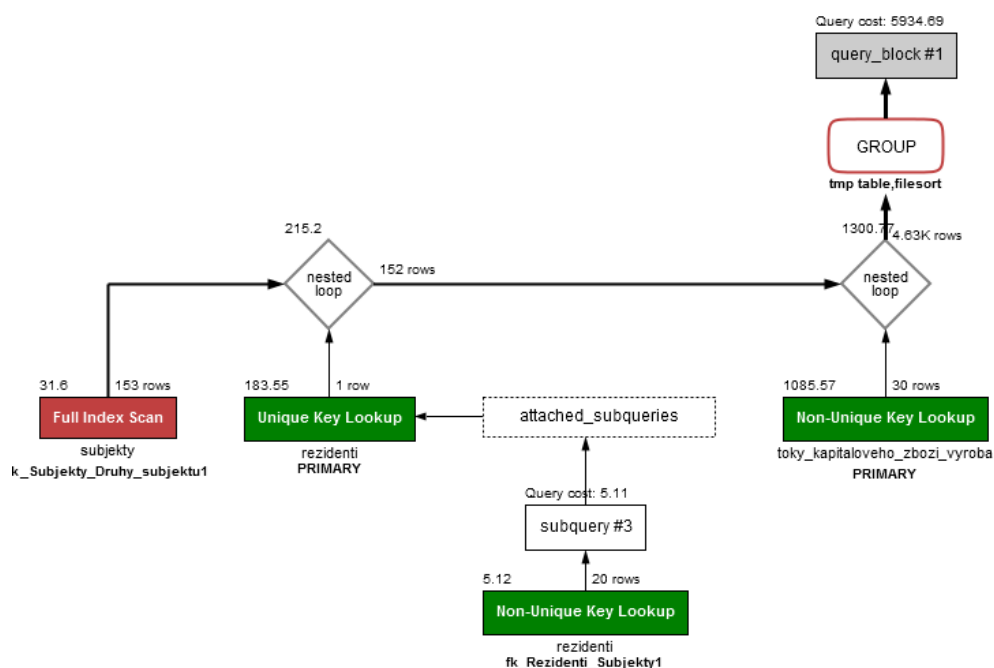 Query cost: 5934.69
query_block #1
GROUP
tmp table,filesort
215.2
1300.77
4.63K rows
nested
loop
152 rows
nested
loop
31.6
153 rows
183.55
1 row
1085.57
30 rows
Full Index Scan
Unique Key Lookup
attached_subqueries
Non-Unique Key Lookup
subjekty
rezidenti
toky_kapitaloveho_zbozi_vyroba
k_Subjekty_Druhy_subjektu1
PRIMARY
PRIMARY
Query cost: 5.11
subquery #3
5.12
20 rows
Non-Unique Key Lookup
rezidenti
fk_Rezidenti_Subjekty1